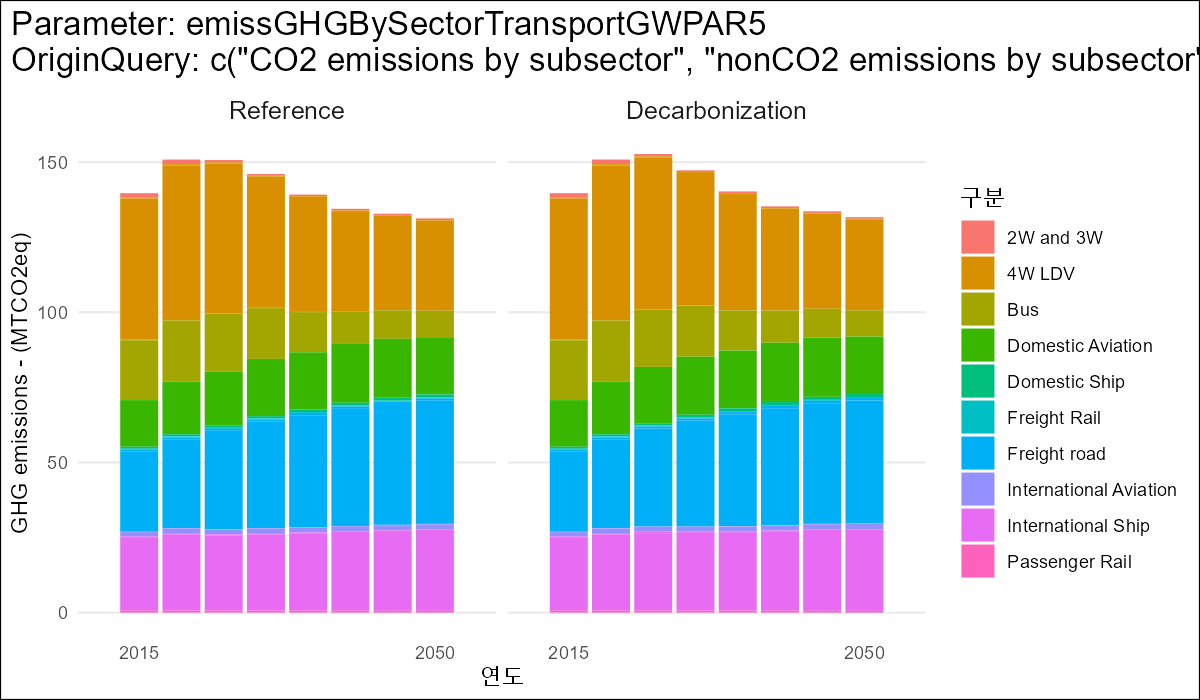 Parameter: emissGHGBySectorTransportGWPAR5
OriginQuery: c("CO2 emissions by subsector", "nonCO2 emissions by subsector"
Reference
Decarbonization
GHG emissions - (MTCO2eq)
150
100
50
0
2015
2050
2015
2050
연도
구분
2W and 3W
4W LDV
Bus
Domestic Aviation
Domestic Ship
Freight Rail
Freight road
International Aviation
International Ship
Passenger Rail